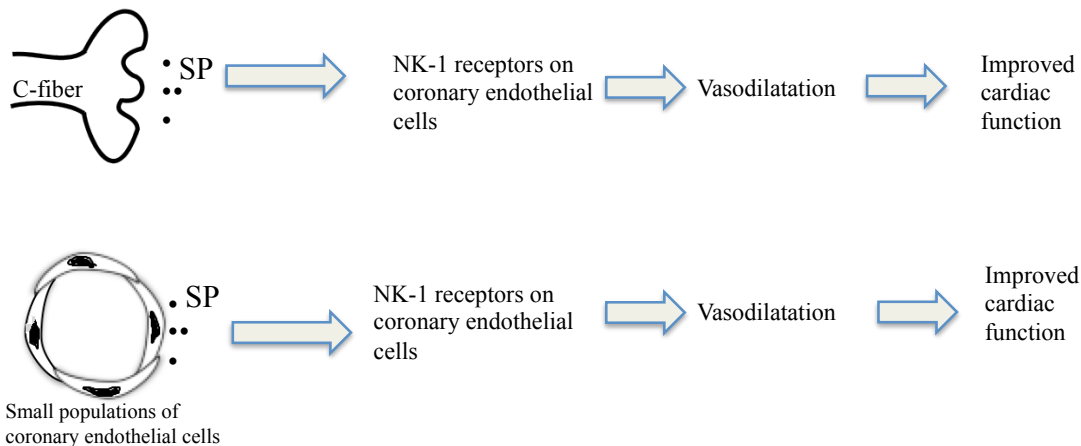 C-fiber
SP
NK-1 receptors on
coronary endothelial
cells
Vasodilatation
Improved
cardiac
function
SP
NK-1 receptors on
coronary endothelial
cells
Vasodilatation
Improved
cardiac
function
Small populations of
coronary endothelial cells